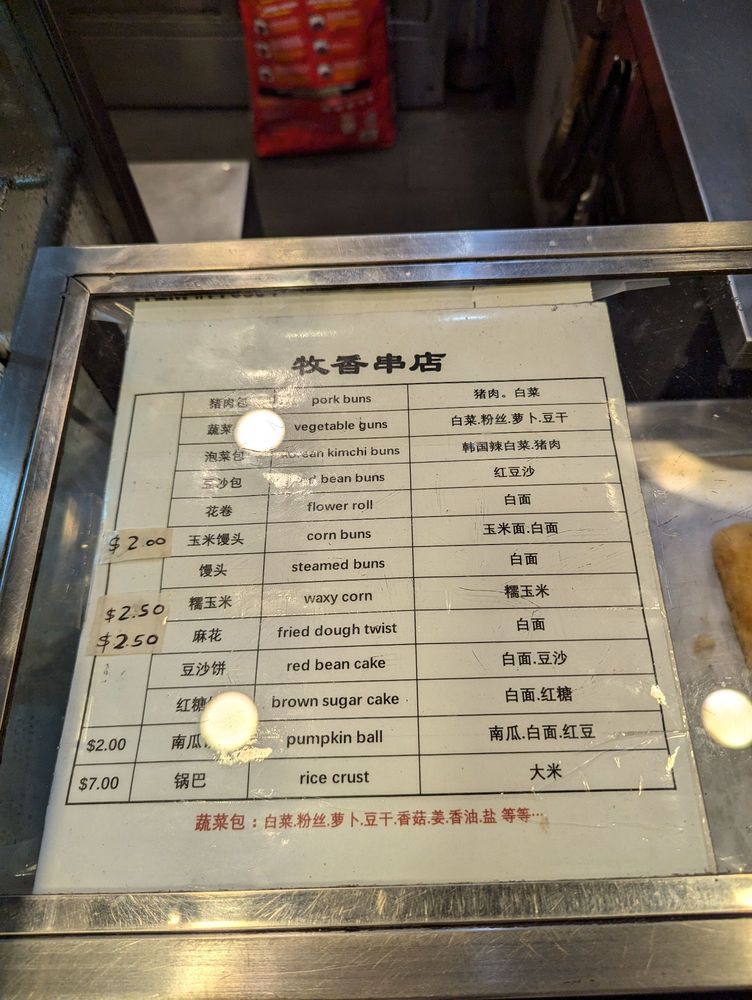 牧香串店
猪肉包 pork buns 猪肉。白菜
蔬菜 vegetable guns 白菜.粉丝.萝卜.豆干
泡菜包 kimchi buns 韩国辣白菜.猪肉
豆沙包 bean buns 红豆沙
花卷 flower roll 白面
$2.00 玉米馒头 corn buns 玉米面.白面
馒头 steamed buns 白面
$2.50 糯玉米 waxy corn 糯玉米
$2.50 麻花 fried dough twist 白面
豆沙饼 red bean cake 白面.豆沙
红糖 brown sugar cake 白面.红糖
$2.00 南瓜 pumpkin ball 南瓜.白面.红豆
$7.00 锅巴 rice crust 大米
蔬菜包：白菜.粉丝.萝卜.豆干.香菇.姜.香油.盐 等等…